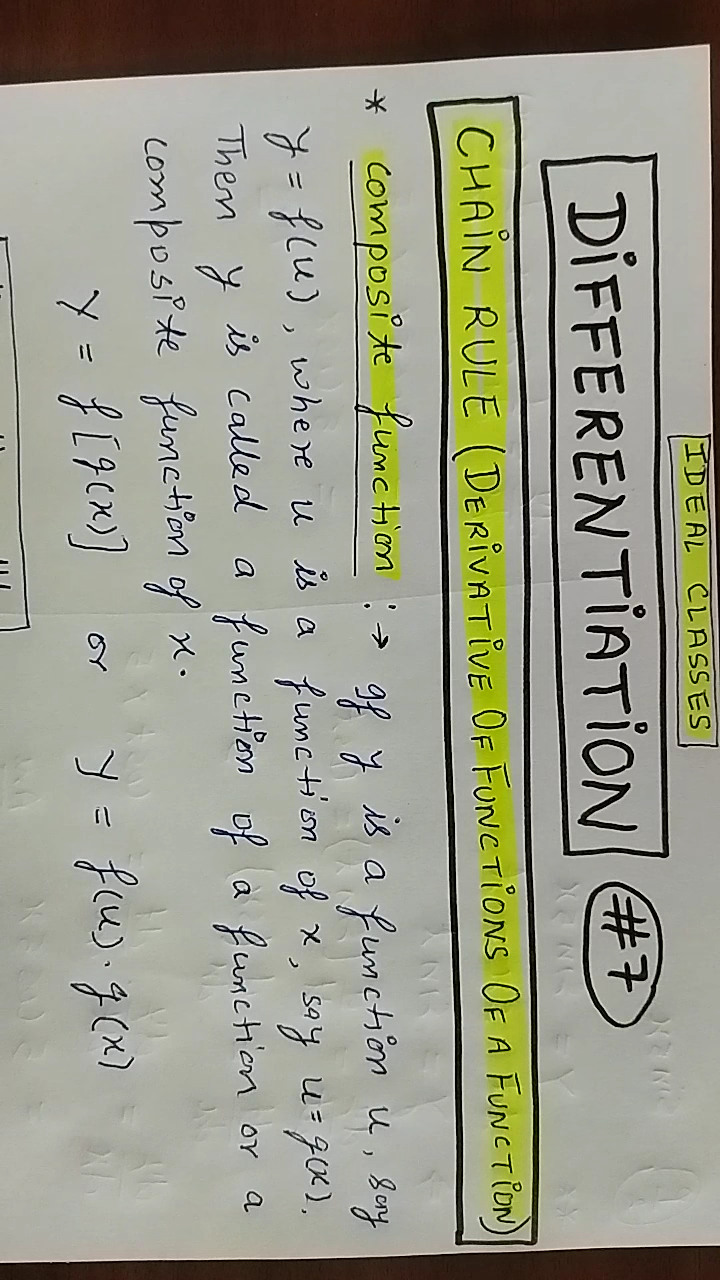 IDEAL CLASSES
DIFFERENTIATION #7
CHAIN RULE (DERIVATIVE OF FUNCTIONS OF A FUNCTION)
* composite function :→ If y is a function u, say
y = f(u), where u is a function of x, say u = g(x).
Then y is called a function of a function or a
composite function of x.
y = f[g(x)] or y = f(u) · g(x)